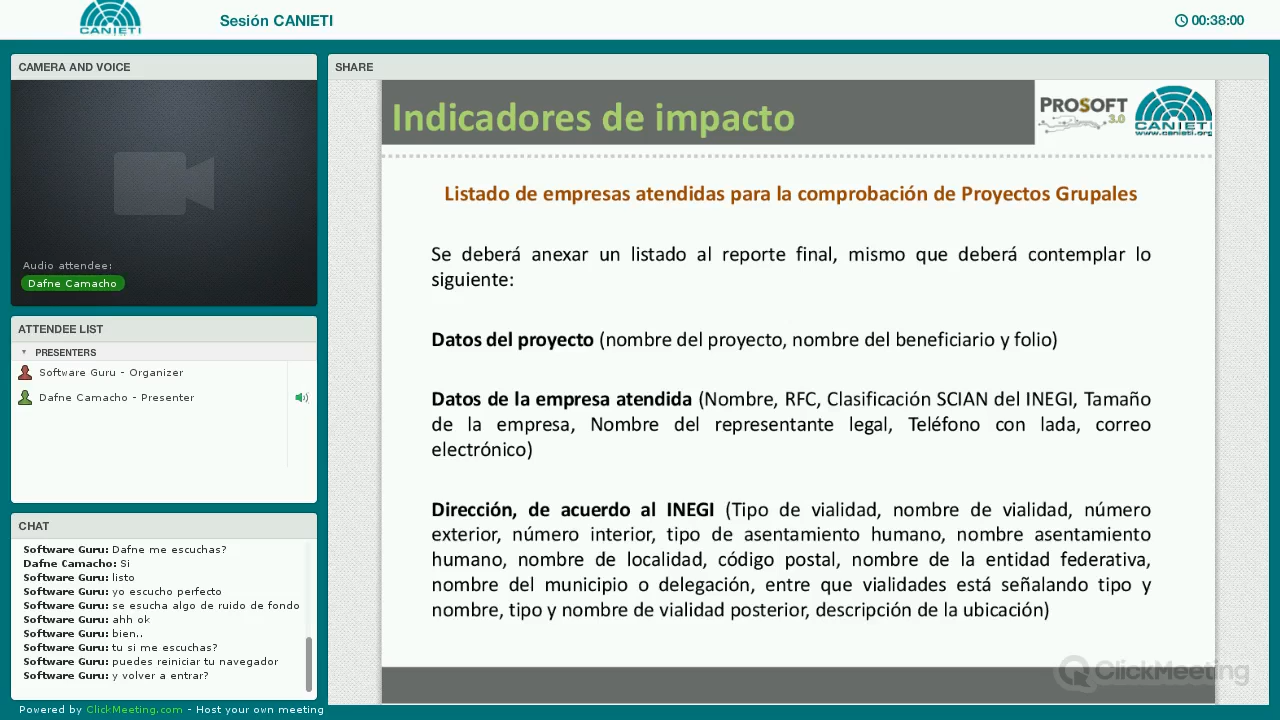 CANIETI
Sesión CANIETI
00:38:00
CAMERA AND VOICE
Audio attendee:
Dafne Camacho
ATTENDEE LIST
PRESENTERS
Software Guru - Organizer
Dafne Camacho - Presenter
CHAT
Software Guru: Dafne me escuchas?
Dafne Camacho: Si
Software Guru: listo
Software Guru: yo escucho perfecto
Software Guru: se esucha algo de ruido de fondo
Software Guru: ahh ok
Software Guru: bien..
Software Guru: tu si me escuchas?
Software Guru: puedes reiniciar tu navegador
Software Guru: y volver a entrar?
Powered by ClickMeeting.com - Host your own meeting
SHARE
Indicadores de impacto
PROSOFT
3.0
CANIETI
www.canieti.org
Listado de empresas atendidas para la comprobación de Proyectos Grupales
Se deberá anexar un listado al reporte final, mismo que deberá contemplar lo
siguiente:
Datos del proyecto (nombre del proyecto, nombre del beneficiario y folio)
Datos de la empresa atendida (Nombre, RFC, Clasificación SCIAN del INEGI, Tamaño
de la empresa, Nombre del representante legal, Teléfono con lada, correo
electrónico)
Dirección, de acuerdo al INEGI (Tipo de vialidad, nombre de vialidad, número
exterior, número interior, tipo de asentamiento humano, nombre asentamiento
humano, nombre de localidad, código postal, nombre de la entidad federativa,
nombre del municipio o delegación, entre que vialidades está señalando tipo y
nombre, tipo y nombre de vialidad posterior, descripción de la ubicación)
ClickMeeting